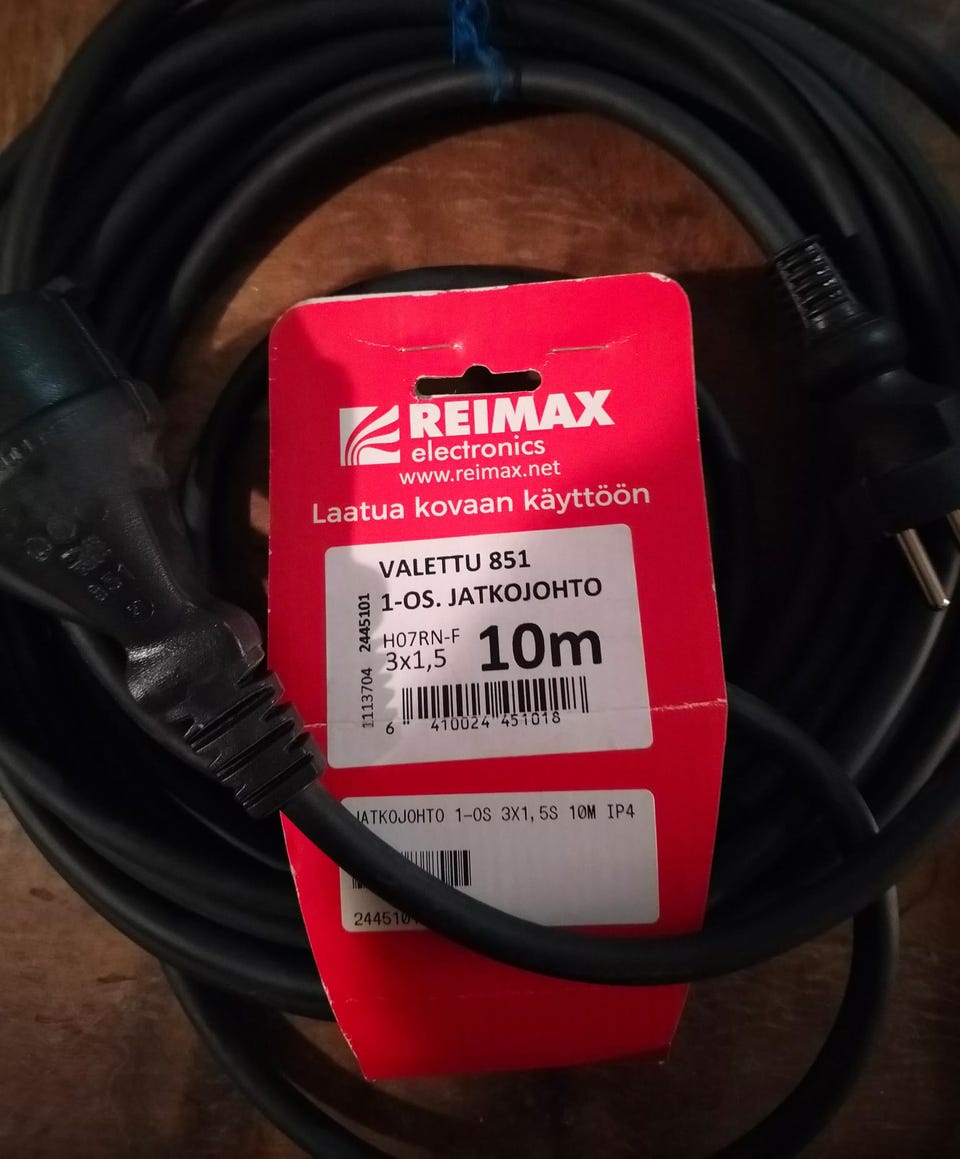 REIMAX
electronics
www.reimax.net
Laatua kovaan käyttöön
VALETTU 851
1-OS. JATKOJOHTO
H07RN-F
3x1,5
10m
1113704 2445101
6 410024 451018
JATKOJOHTO 1-OS 3X1,5S 10M IP4